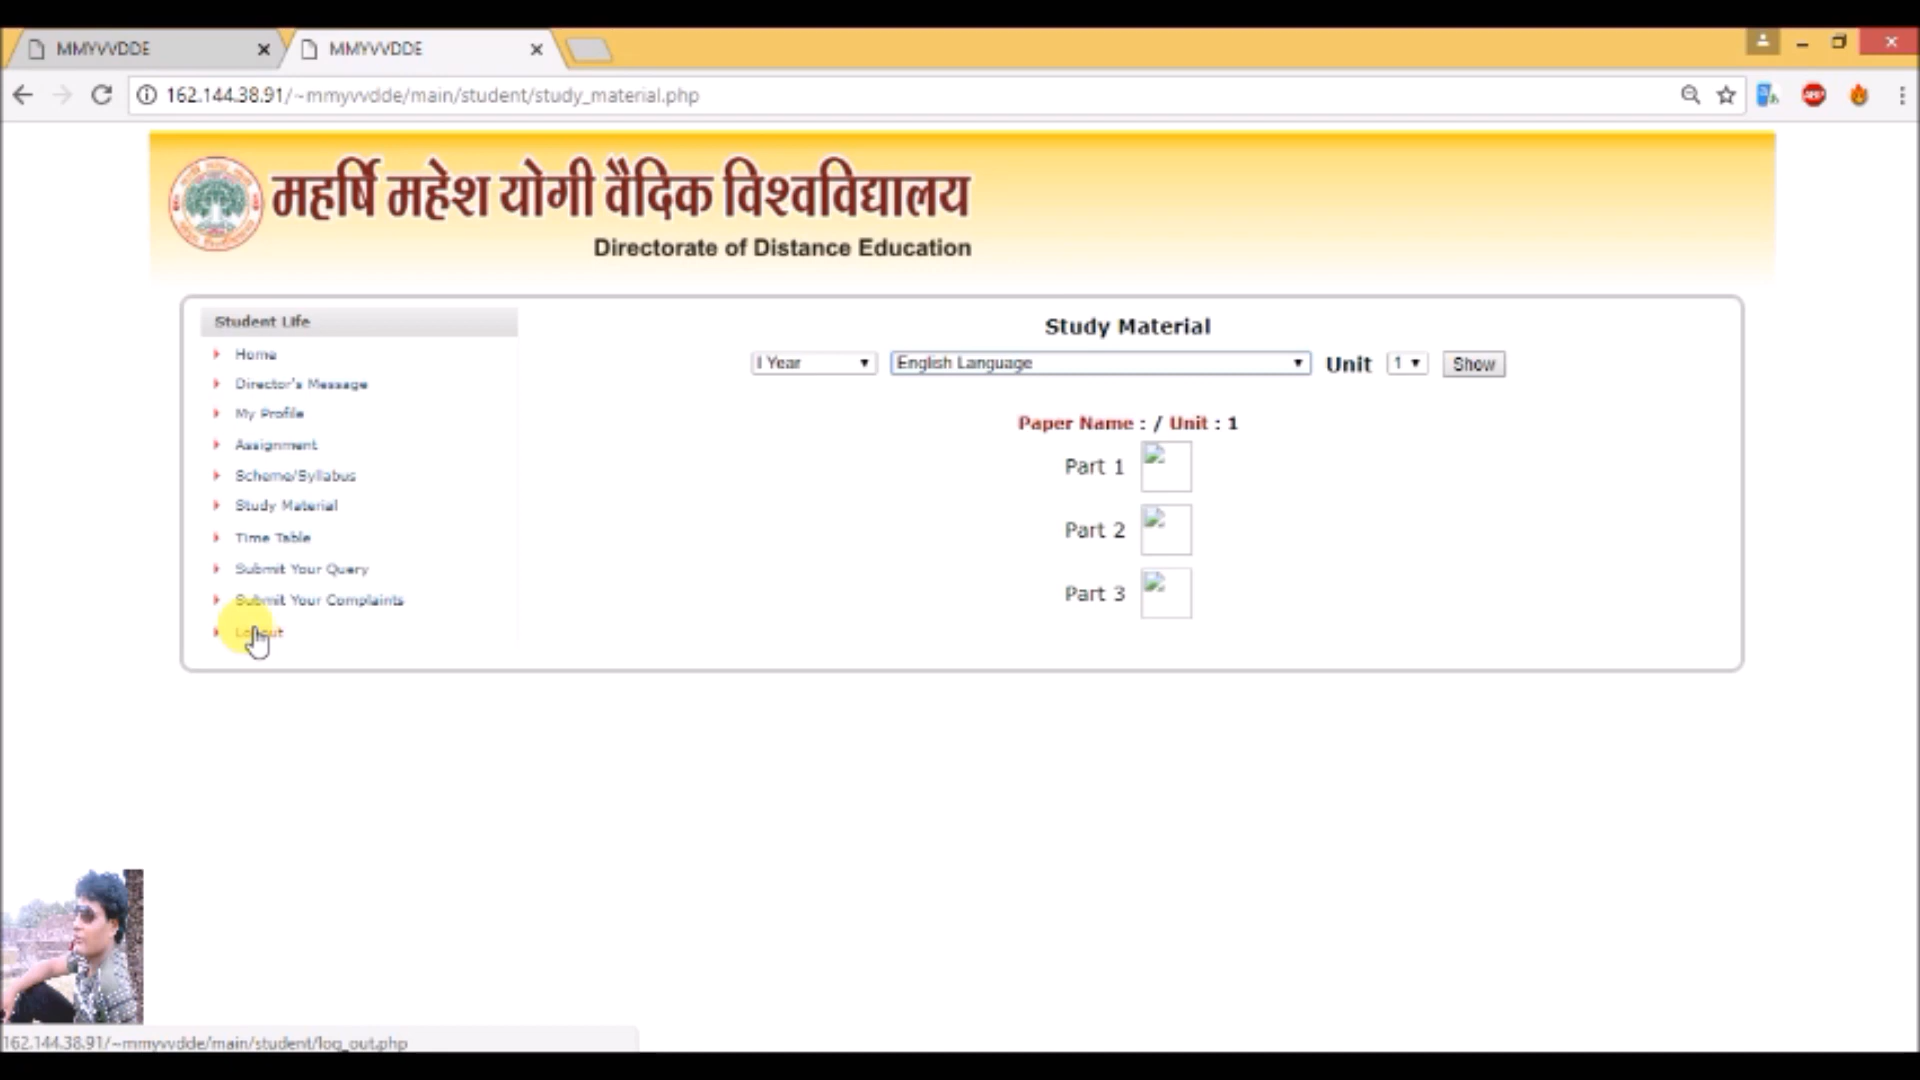 MMYVVDDE
MMYVVDDE
162.144.38.91/~mmyvvdde/main/student/study_material.php
ABP
महर्षि महेश योगी वैदिक विश्वविद्यालय
Directorate of Distance Education
Student Life
Home
Director's Message
My Profile
Assignment
Scheme/Syllabus
Study Material
Time Table
Submit Your Query
Submit Your Complaints
Logout
Study Material
I Year English Language Unit 1 Show
Paper Name : / Unit : 1
Part 1
Part 2
Part 3
162.144.38.91/~mmyvvdde/main/student/log_out.php